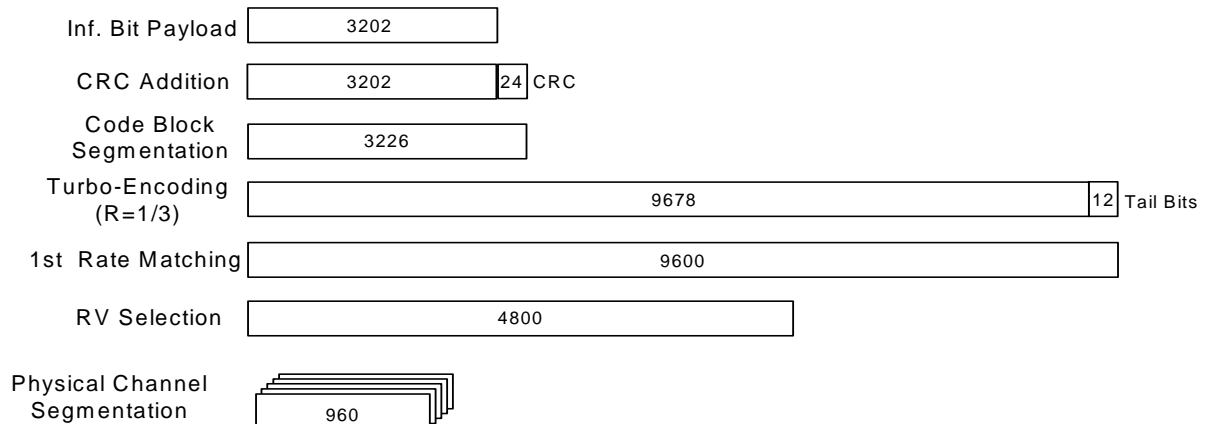 Inf. Bit Payload 3202
CRC Addition 3202 24 CRC
Code Block
Segmentation 3226
Turbo-Encoding
(R=1/3) 9678 12 Tail Bits
1st Rate Matching 9600
RV Selection 4800
Physical Channel
Segmentation 960